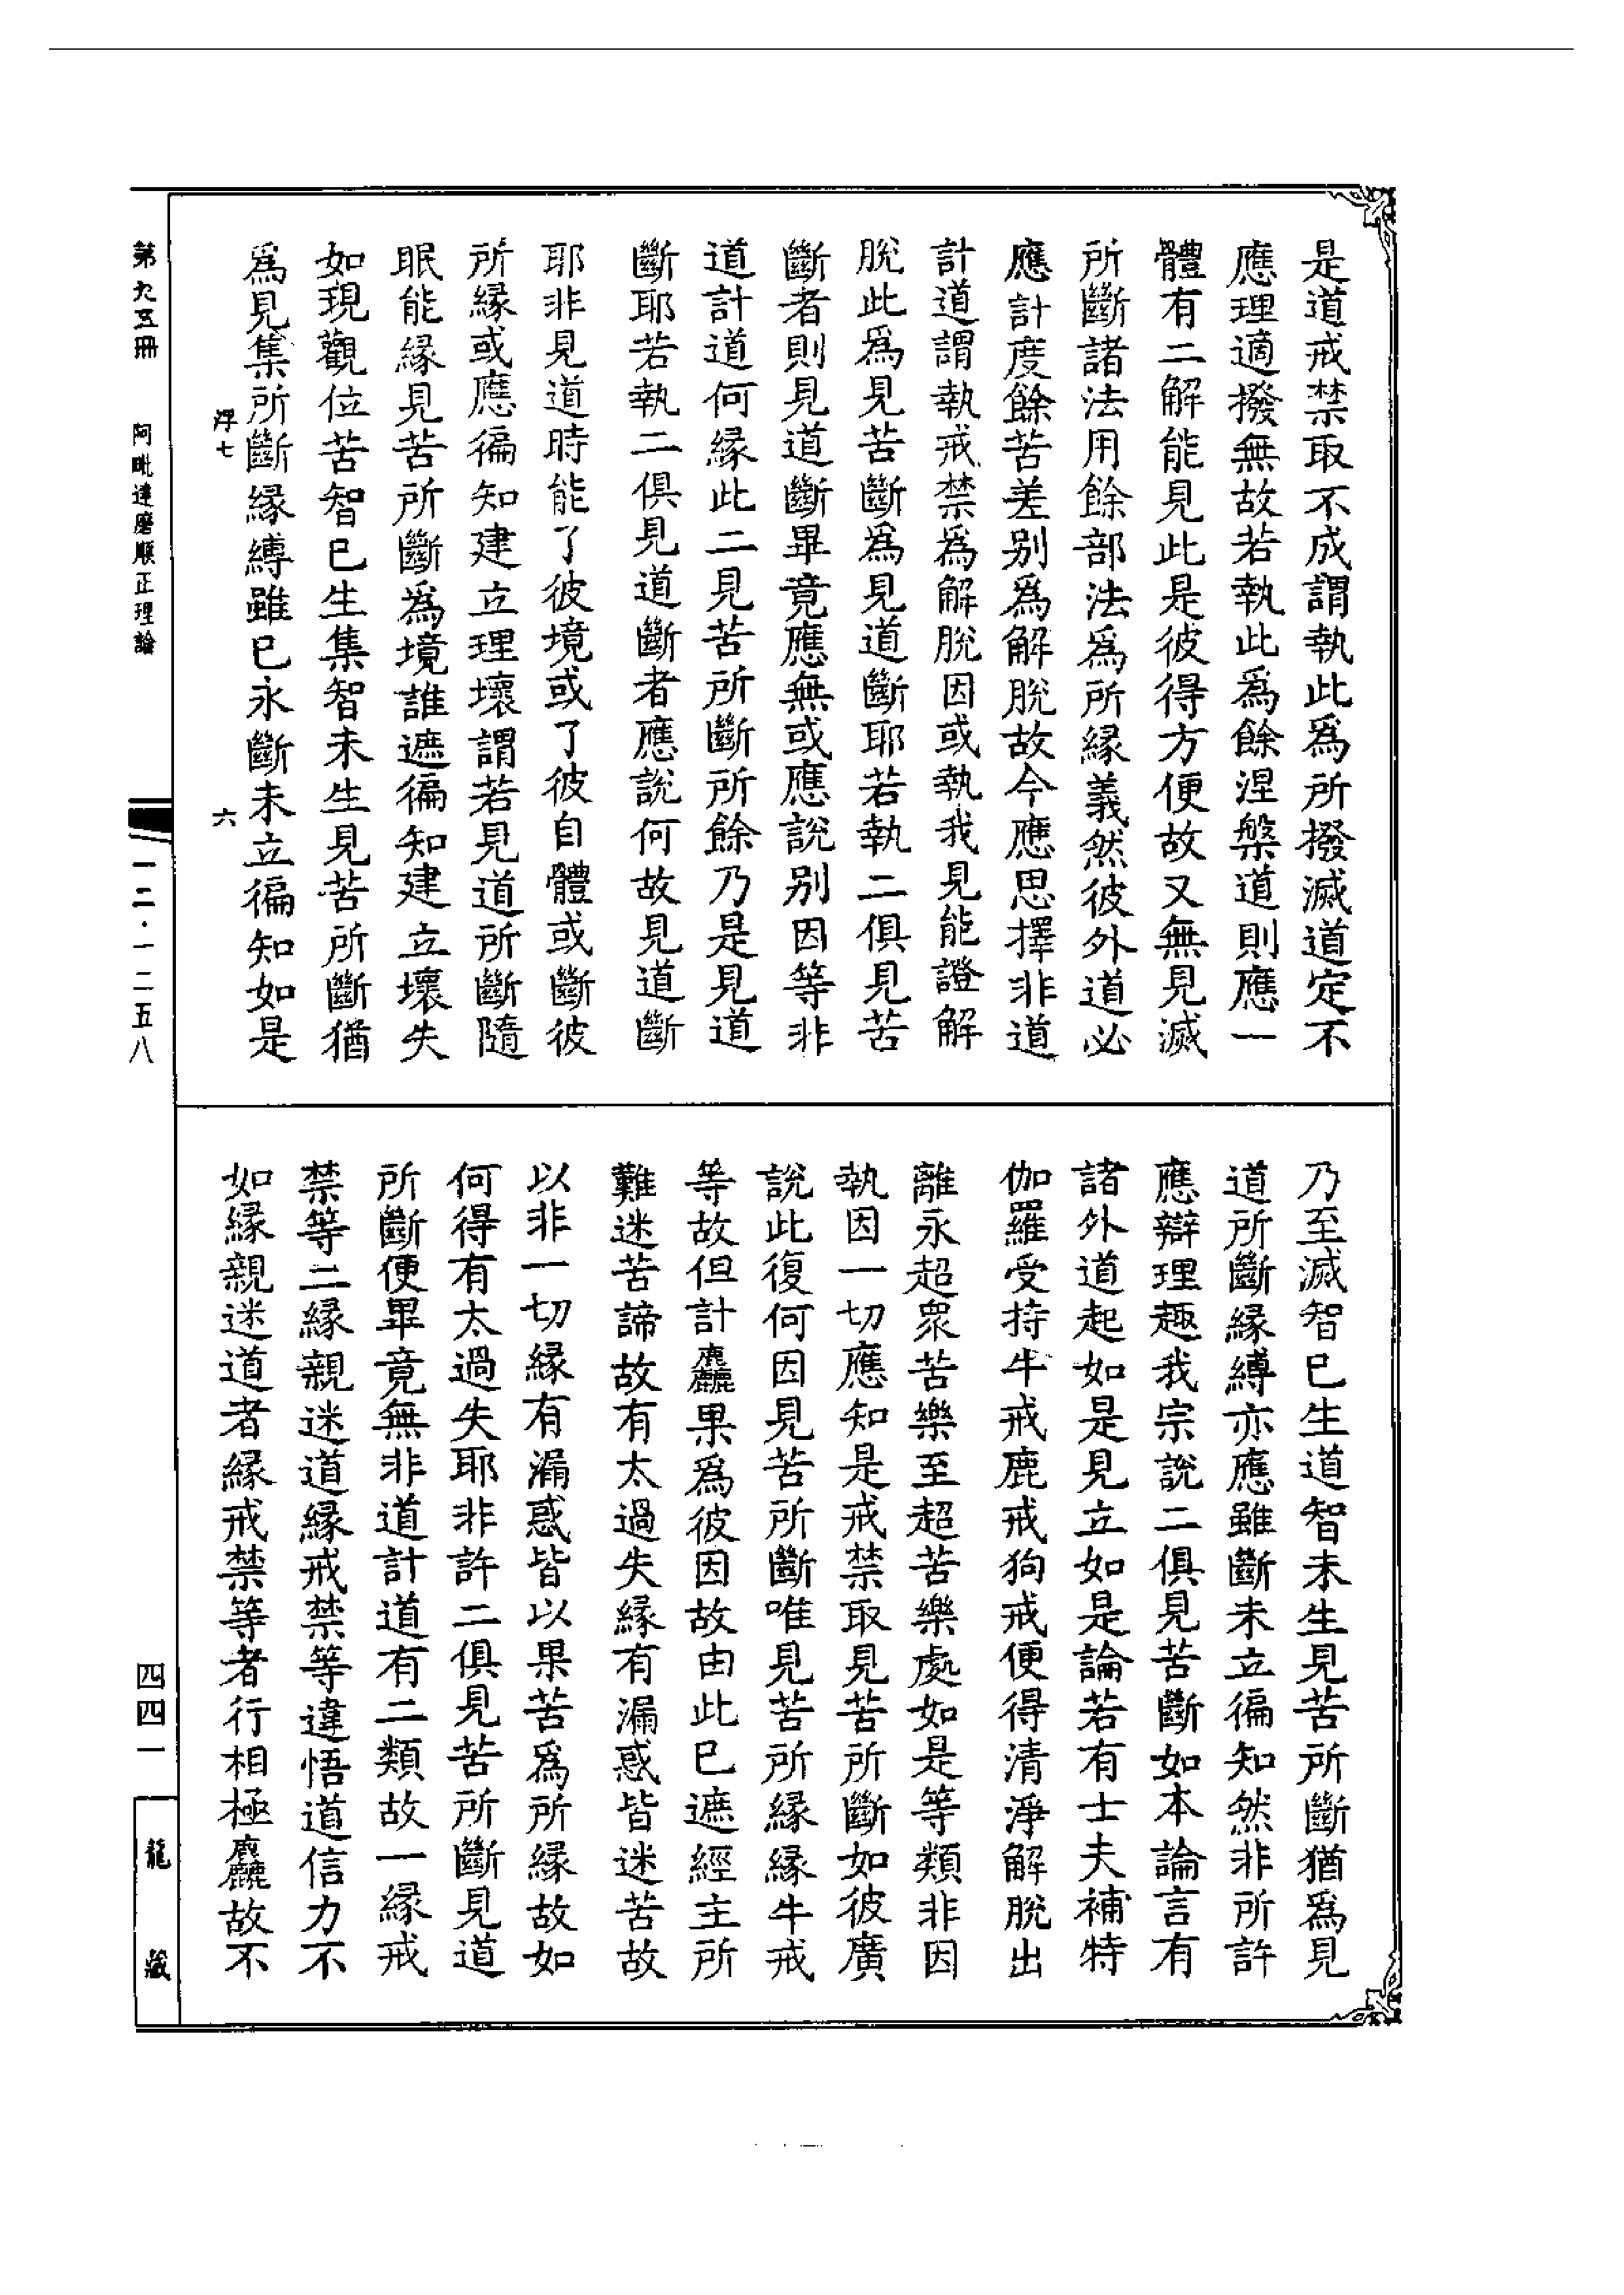 是道戒禁取不成謂執此爲所撥滅道定不
應理適撥無故若執此爲餘涅槃道則應一
體有二解能見此是彼得方便故又無見滅
所斷諸法用餘部法爲所緣義然彼外道必
應計度餘苦差别爲解脫故今應思擇非道
計道謂執戒禁爲解脫因或執我見能證解
脫此爲見苦斷爲見道斷耶若執二俱見苦
斷者則見道斷畢竟應無或應說别因等非
道計道何緣此二見苦所斷所餘乃是見道
斷耶若執二俱見道斷者應說何故見道斷
耶非見道時能了彼境或了彼自體或斷彼
所緣或應徧知建立理壞謂若見道所斷隨
眠能緣見苦所斷爲境誰遮徧知建立壞失
如現觀位苦智已生集智未生見苦所斷猶
爲見集所斷緣縛雖已永斷未立徧知如是
浮七 六
乃至滅智已生道智未生見苦所斷猶爲見
道所斷緣縛亦應雖斷未立徧知然非所許
應辯理趣我宗說二俱見苦斷如本論言有
諸外道起如是見立如是論若有士夫補特
伽羅受持牛戒鹿戒狗戒便得清淨解脫出
離永超衆苦樂至超苦樂處如是等類非因
執因一切應知是戒禁取見苦所斷如彼廣
說此復何因見苦所斷唯見苦所緣緣牛戒
等故但計麤果爲彼因故由此已遮經主所
難迷苦諦故有太過失緣有漏惑皆迷苦故
以非一切緣有漏惑皆以果苦爲所緣故如
何得有太過失耶非許二俱見苦所斷見道
所斷便畢竟無非道計道有二類故一緣戒
禁等二緣親迷道緣戒禁等違悟道信力不
如緣親迷道者緣戒禁等者行相極麤故不
第九五冊 阿毗達磨順正理論
一二·一二五八
四四一
龍藏